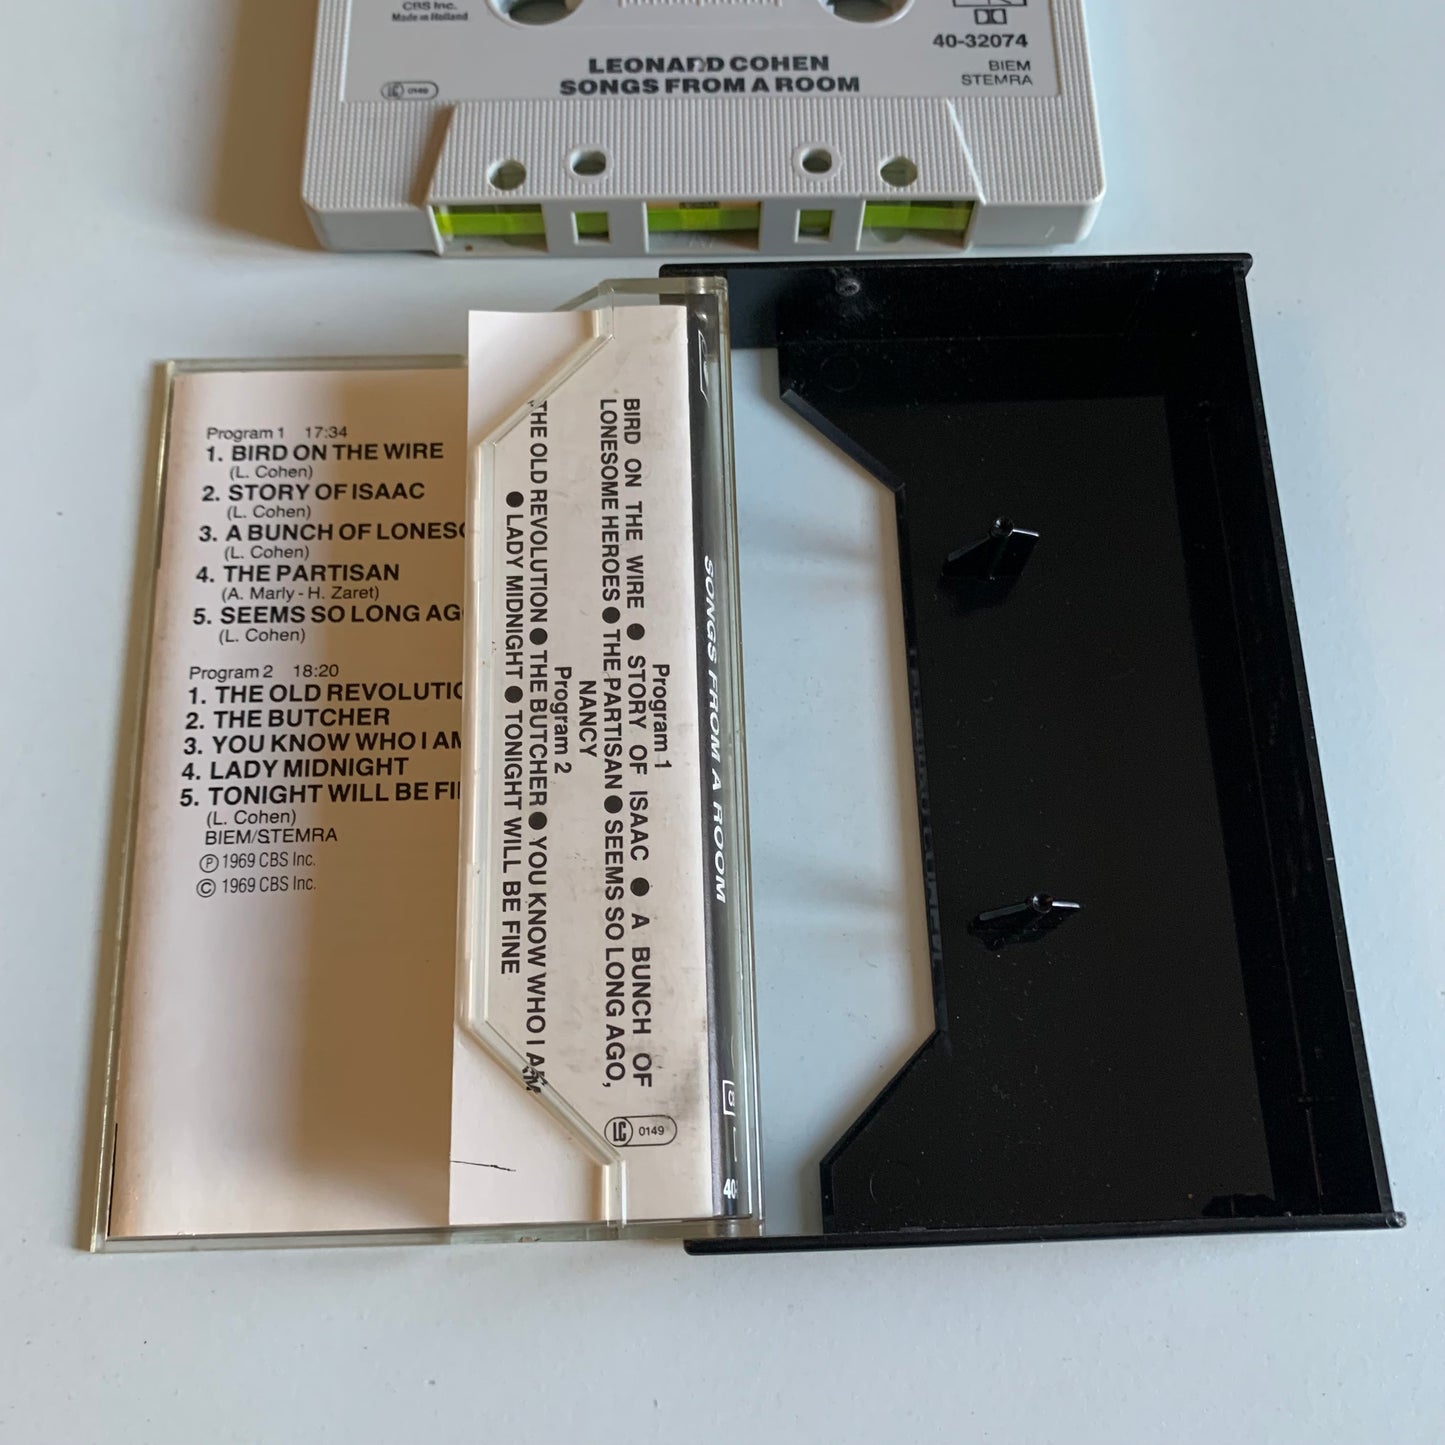 CBS Inc.
Made in Holland
40-32074
LEONARD COHEN
SONGS FROM A ROOM
BIEM
STEMRA
LC 0149
Program 1 17:34
1. BIRD ON THE WIRE
(L. Cohen)
2. STORY OF ISAAC
(L. Cohen)
3. A BUNCH OF LONESO
(L. Cohen)
4. THE PARTISAN
(A. Marly - H. Zaret)
5. SEEMS SO LONG AG
(L. Cohen)
Program 2 18:20
1. THE OLD REVOLUTIO
2. THE BUTCHER
3. YOU KNOW WHO I AM
4. LADY MIDNIGHT
5. TONIGHT WILL BE FI
(L. Cohen)
BIEM/STEMRA
℗ 1969 CBS Inc.
© 1969 CBS Inc.
Program 1
BIRD ON THE WIRE ● STORY OF ISAAC ● A BUNCH OF
LONESOME HEROES ● THE PARTISAN ● SEEMS SO LONG AGO,
NANCY
Program 2
THE OLD REVOLUTION ● THE BUTCHER ● YOU KNOW WHO I AM
● LADY MIDNIGHT ● TONIGHT WILL BE FINE
LC 0149
SONGS FROM A ROOM
40-